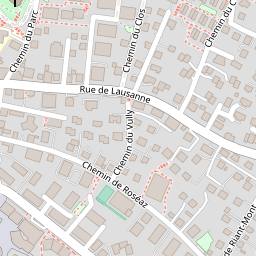 Chemin du Parc
Chemin du Clos
Chemin du C
Rue de Lausanne
Chemin du Vully
Chemin de Roséaz
de Riant-Mont